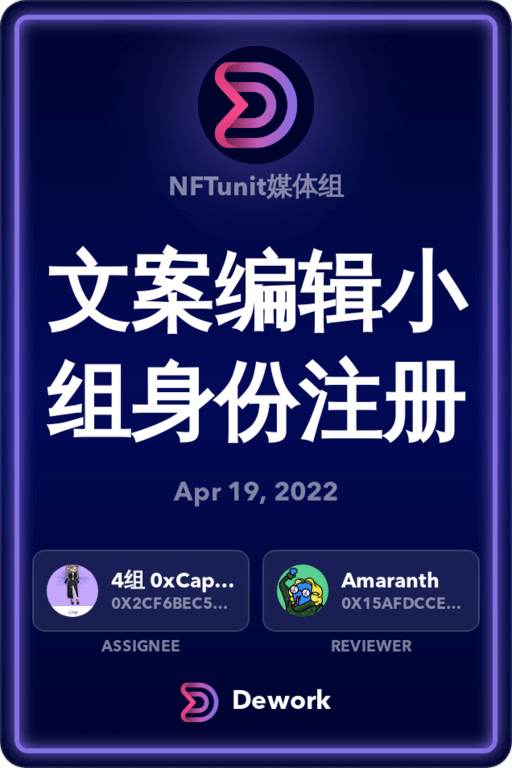 NFTunit媒体组
文案编辑小
组身份注册
Apr 19, 2022
4组 0xCap...
0X2CF6BEC5...
Amaranth
0X15AFDCCE...
ASSIGNEE
REVIEWER
Dework